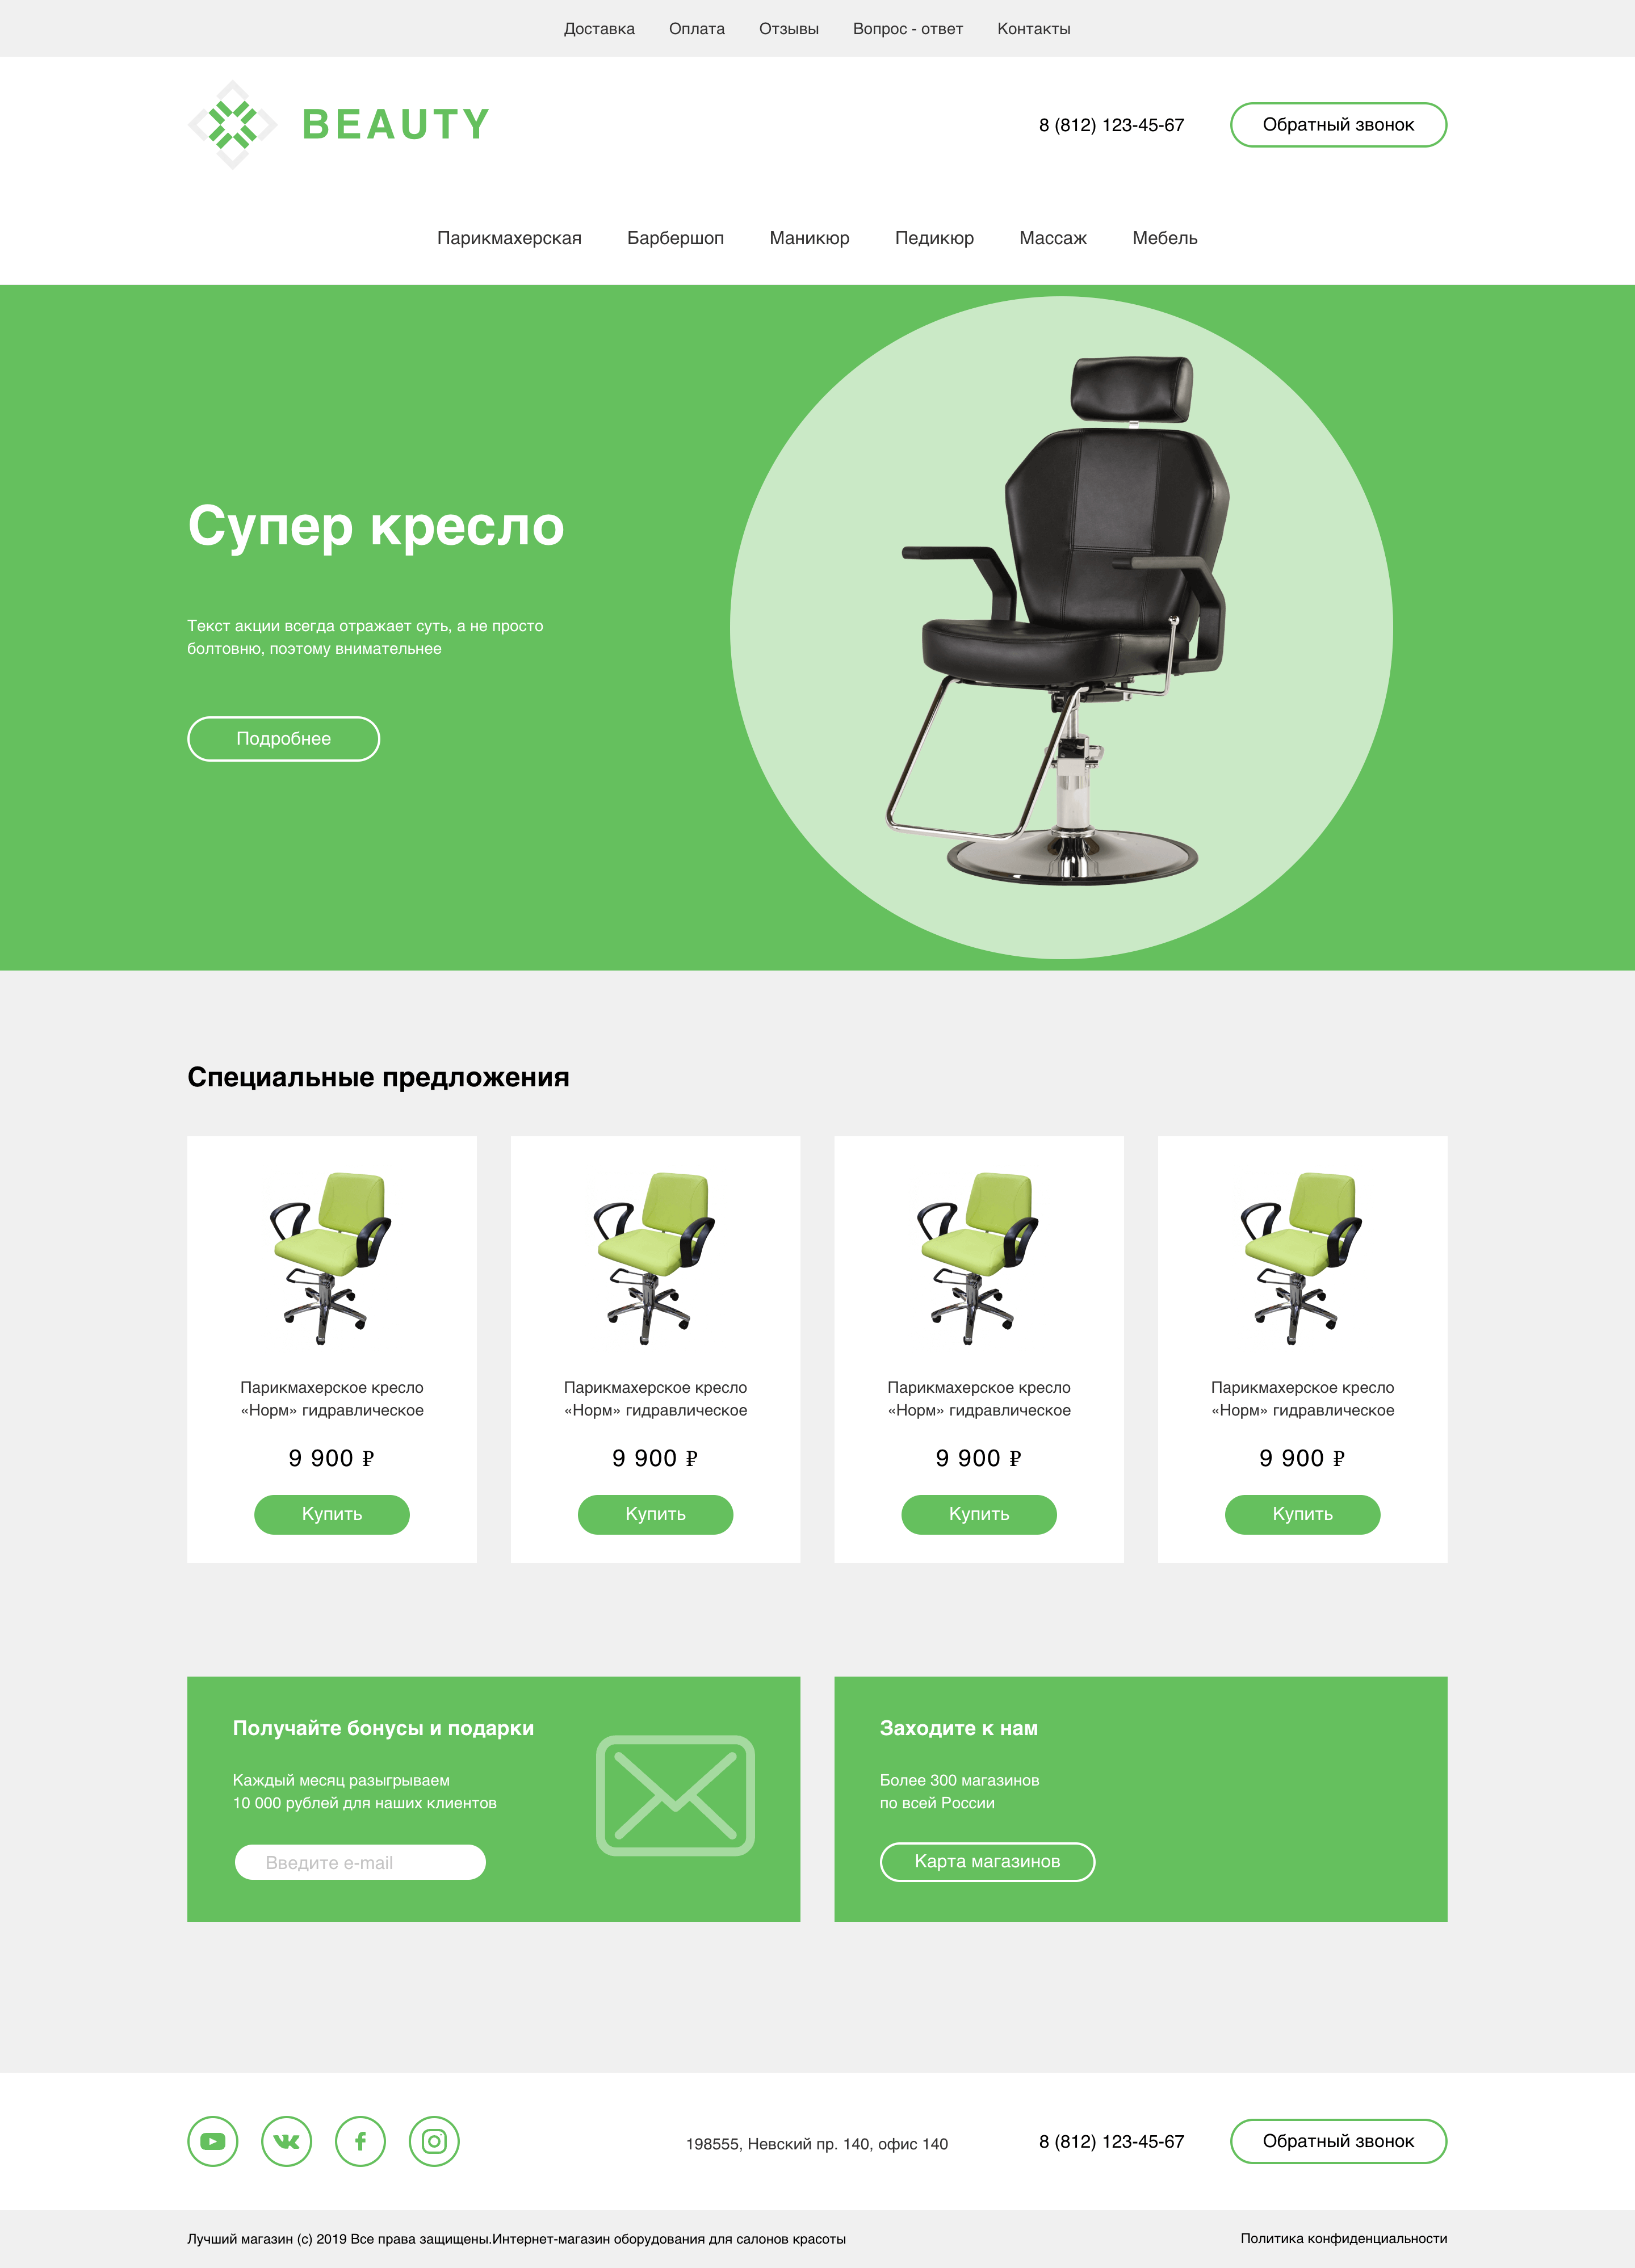 Доставка Оплата Отзывы Вопрос - ответ Контакты
BEAUTY
8 (812) 123-45-67
Обратный звонок
Парикмахерская Барбершоп Маникюр Педикюр Массаж Мебель
Супер кресло
Текст акции всегда отражает суть, а не просто
болтовню, поэтому внимательнее
Подробнее
Специальные предложения
Парикмахерское кресло
«Норм» гидравлическое
9 900 ₽
Купить
Парикмахерское кресло
«Норм» гидравлическое
9 900 ₽
Купить
Парикмахерское кресло
«Норм» гидравлическое
9 900 ₽
Купить
Парикмахерское кресло
«Норм» гидравлическое
9 900 ₽
Купить
Получайте бонусы и подарки
Каждый месяц разыгрываем
10 000 рублей для наших клиентов
Введите e-mail
Заходите к нам
Более 300 магазинов
по всей России
Карта магазинов
198555, Невский пр. 140, офис 140
8 (812) 123-45-67
Обратный звонок
Лучший магазин (с) 2019 Все права защищены.Интернет-магазин оборудования для салонов красоты
Политика конфиденциальности